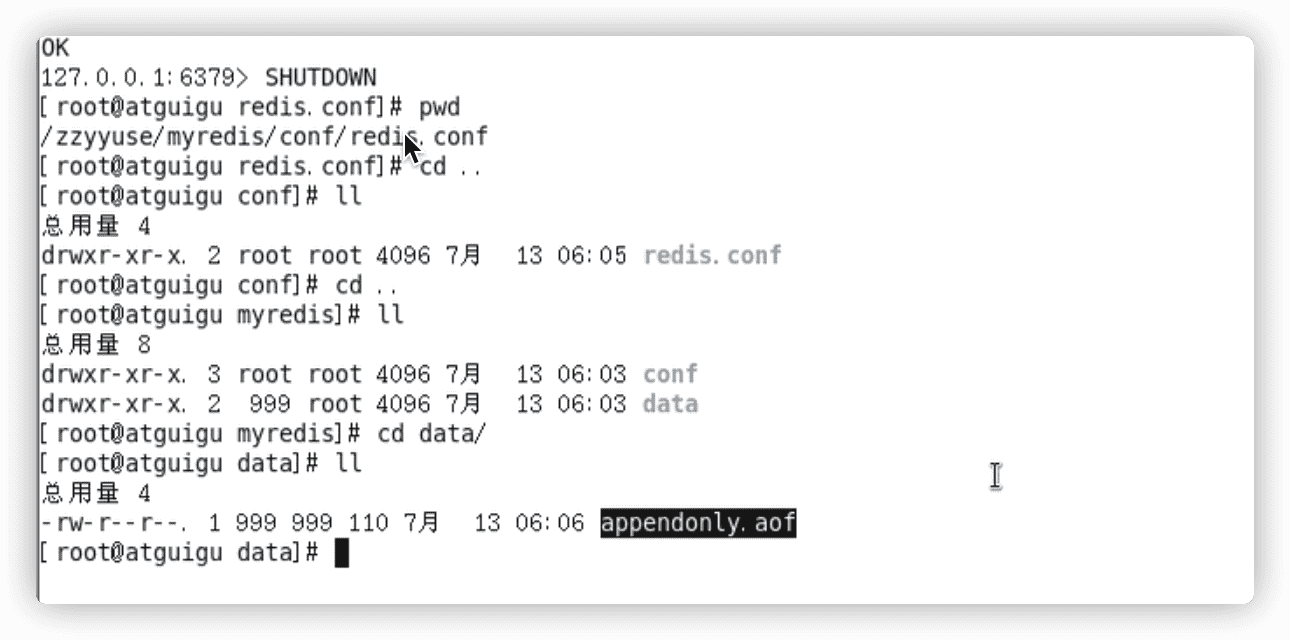 OK
127.0.0.1:6379> SHUTDOWN
[root@atguigu redis.conf]# pwd
/zzyyuse/myredis/conf/redis.conf
[root@atguigu redis.conf]# cd ..
[root@atguigu conf]# ll
总用量 4
drwxr-xr-x. 2 root root 4096 7月  13 06:05 redis.conf
[root@atguigu conf]# cd ..
[root@atguigu myredis]# ll
总用量 8
drwxr-xr-x. 3 root root 4096 7月  13 06:03 conf
drwxr-xr-x. 2  999 root 4096 7月  13 06:03 data
[root@atguigu myredis]# cd data/
[root@atguigu data]# ll
总用量 4
-rw-r--r--. 1 999 999 110 7月  13 06:06 appendonly.aof
[root@atguigu data]#